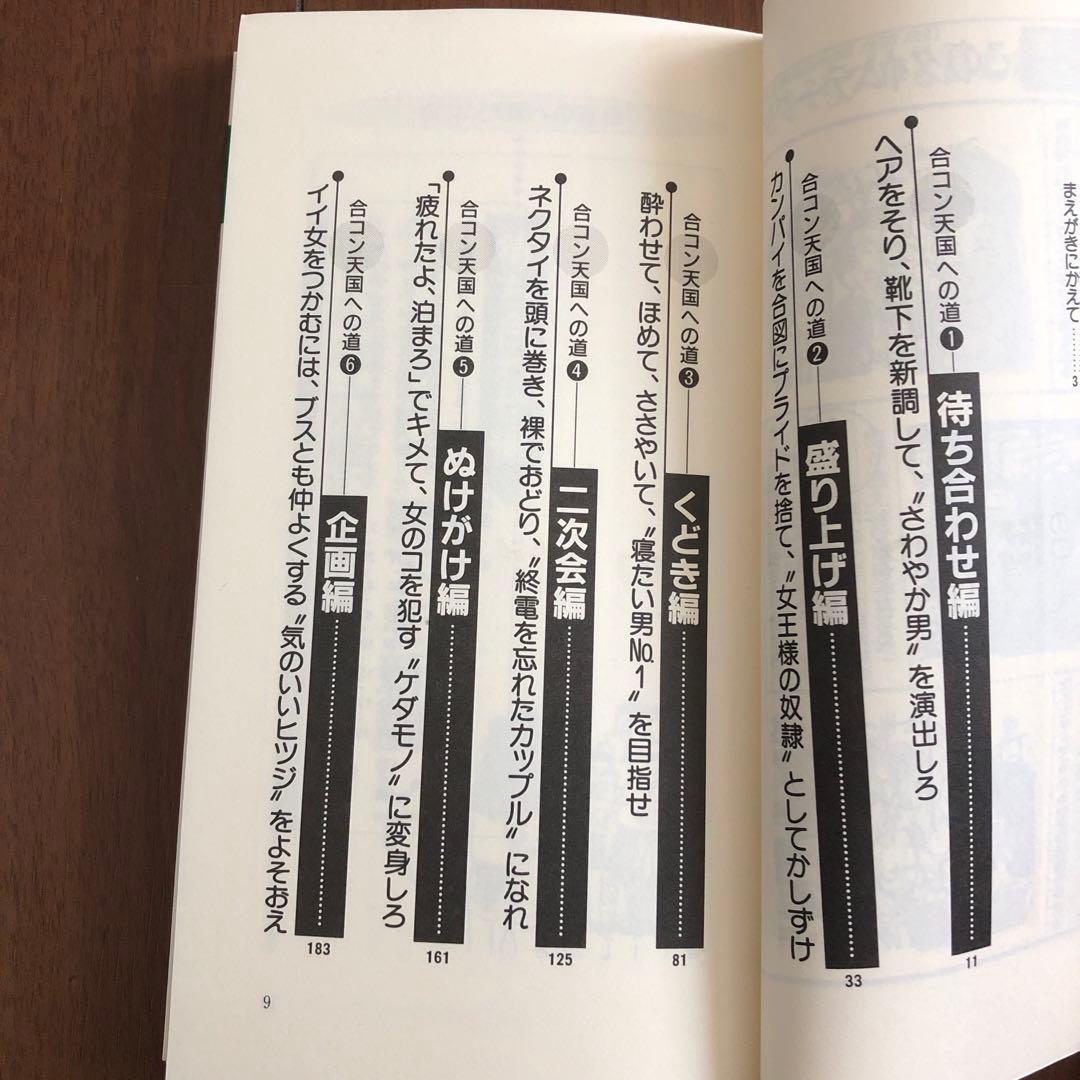 まえがきにかえて………3
合コン天国への道❶ 待ち合わせ編……………11
ヘアをそり、靴下を新調して、〝さわやか男〟を演出しろ
合コン天国への道❷ 盛り上げ編……………33
カンパイを合図にプライドを捨て、〝女王様の奴隷〟としてかしずけ
合コン天国への道❸ くどき編……………81
酔わせて、ほめて、ささやいて、〝寝たい男No.1〟を目指せ
合コン天国への道❹ 二次会編……………125
ネクタイを頭に巻き、裸でおどり、〝終電を忘れたカップル〟になれ
合コン天国への道❺ ぬけがけ編……………161
「疲れたよ、泊まろ」でキメて、女のコを犯す〝ケダモノ〟に変身しろ
合コン天国への道❻ 企画編……………183
イイ女をつかむには、ブスとも仲よくする〝気のいいヒツジ〟をよそおえ
9